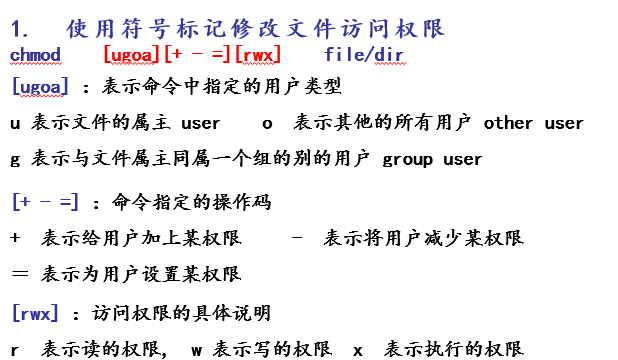 1. 使用符号标记修改文件访问权限
chmod [ugoa][+ - =][rwx] file/dir
[ugoa] ：表示命令中指定的用户类型
u 表示文件的属主 user o 表示其他的所有用户 other user
g 表示与文件属主同属一个组的别的用户 group user
[+ - =] ：命令指定的操作码
+ 表示给用户加上某权限 - 表示将用户减少某权限
＝ 表示为用户设置某权限
[rwx] ：访问权限的具体说明
r 表示读的权限, w 表示写的权限 x 表示执行的权限